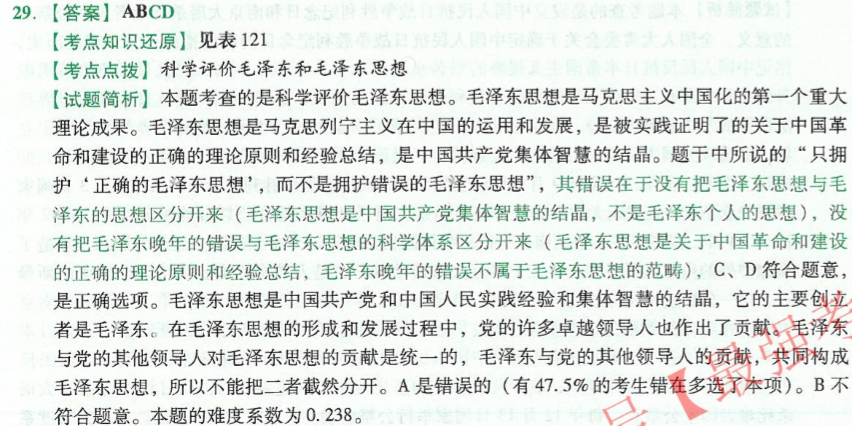 29.【答案】ABCD
【考点知识还原】见表 121
【考点点拨】科学评价毛泽东和毛泽东思想
【试题简析】本题考查的是科学评价毛泽东思想。毛泽东思想是马克思主义中国化的第一个重大
理论成果。毛泽东思想是马克思列宁主义在中国的运用和发展，是被实践证明了的关于中国革
命和建设的正确的理论原则和经验总结，是中国共产党集体智慧的结晶。题干中所说的“只拥
护‘正确的毛泽东思想’，而不是拥护错误的毛泽东思想”，其错误在于没有把毛泽东思想与毛
泽东的思想区分开来（毛泽东思想是中国共产党集体智慧的结晶，不是毛泽东个人的思想），没
有把毛泽东晚年的错误与毛泽东思想的科学体系区分开来（毛泽东思想是关于中国革命和建设
的正确的理论原则和经验总结，毛泽东晚年的错误不属于毛泽东思想的范畴），C、D 符合题意，
是正确选项。毛泽东思想是中国共产党和中国人民实践经验和集体智慧的结晶，它的主要创立
者是毛泽东。在毛泽东思想的形成和发展过程中，党的许多卓越领导人也作出了贡献。毛泽东
与党的其他领导人对毛泽东思想的贡献是统一的，毛泽东与党的其他领导人的贡献，共同构成
毛泽东思想，所以不能把二者截然分开。A 是错误的（有 47.5% 的考生错在多选了本项）。B 不
符合题意。本题的难度系数为 0.238。
【最强考